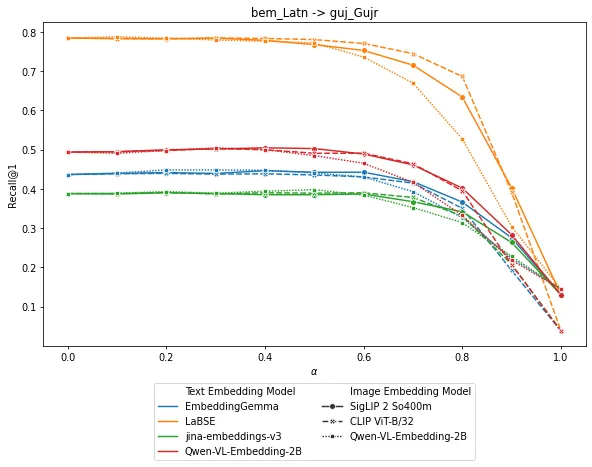 bem_Latn -> guj_Gujr
Recall@1
0.8
0.7
0.6
0.5
0.4
0.3
0.2
0.1
0.0 0.2 0.4 0.6 0.8 1.0
α
Text Embedding Model
EmbeddingGemma
LaBSE
jina-embeddings-v3
Qwen-VL-Embedding-2B
Image Embedding Model
SigLIP 2 So400m
CLIP ViT-B/32
Qwen-VL-Embedding-2B